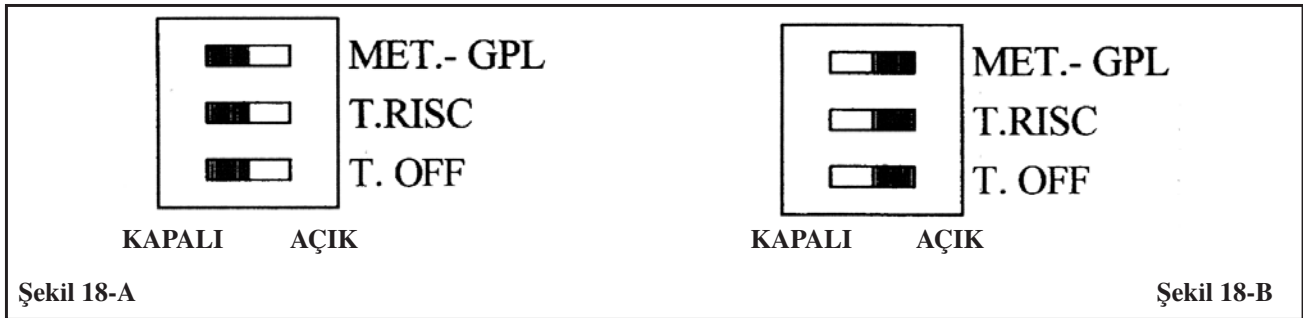 MET.- GPL
T.RISC
T. OFF
KAPALI AÇIK
Şekil 18-A
MET.- GPL
T.RISC
T. OFF
KAPALI AÇIK
Şekil 18-B